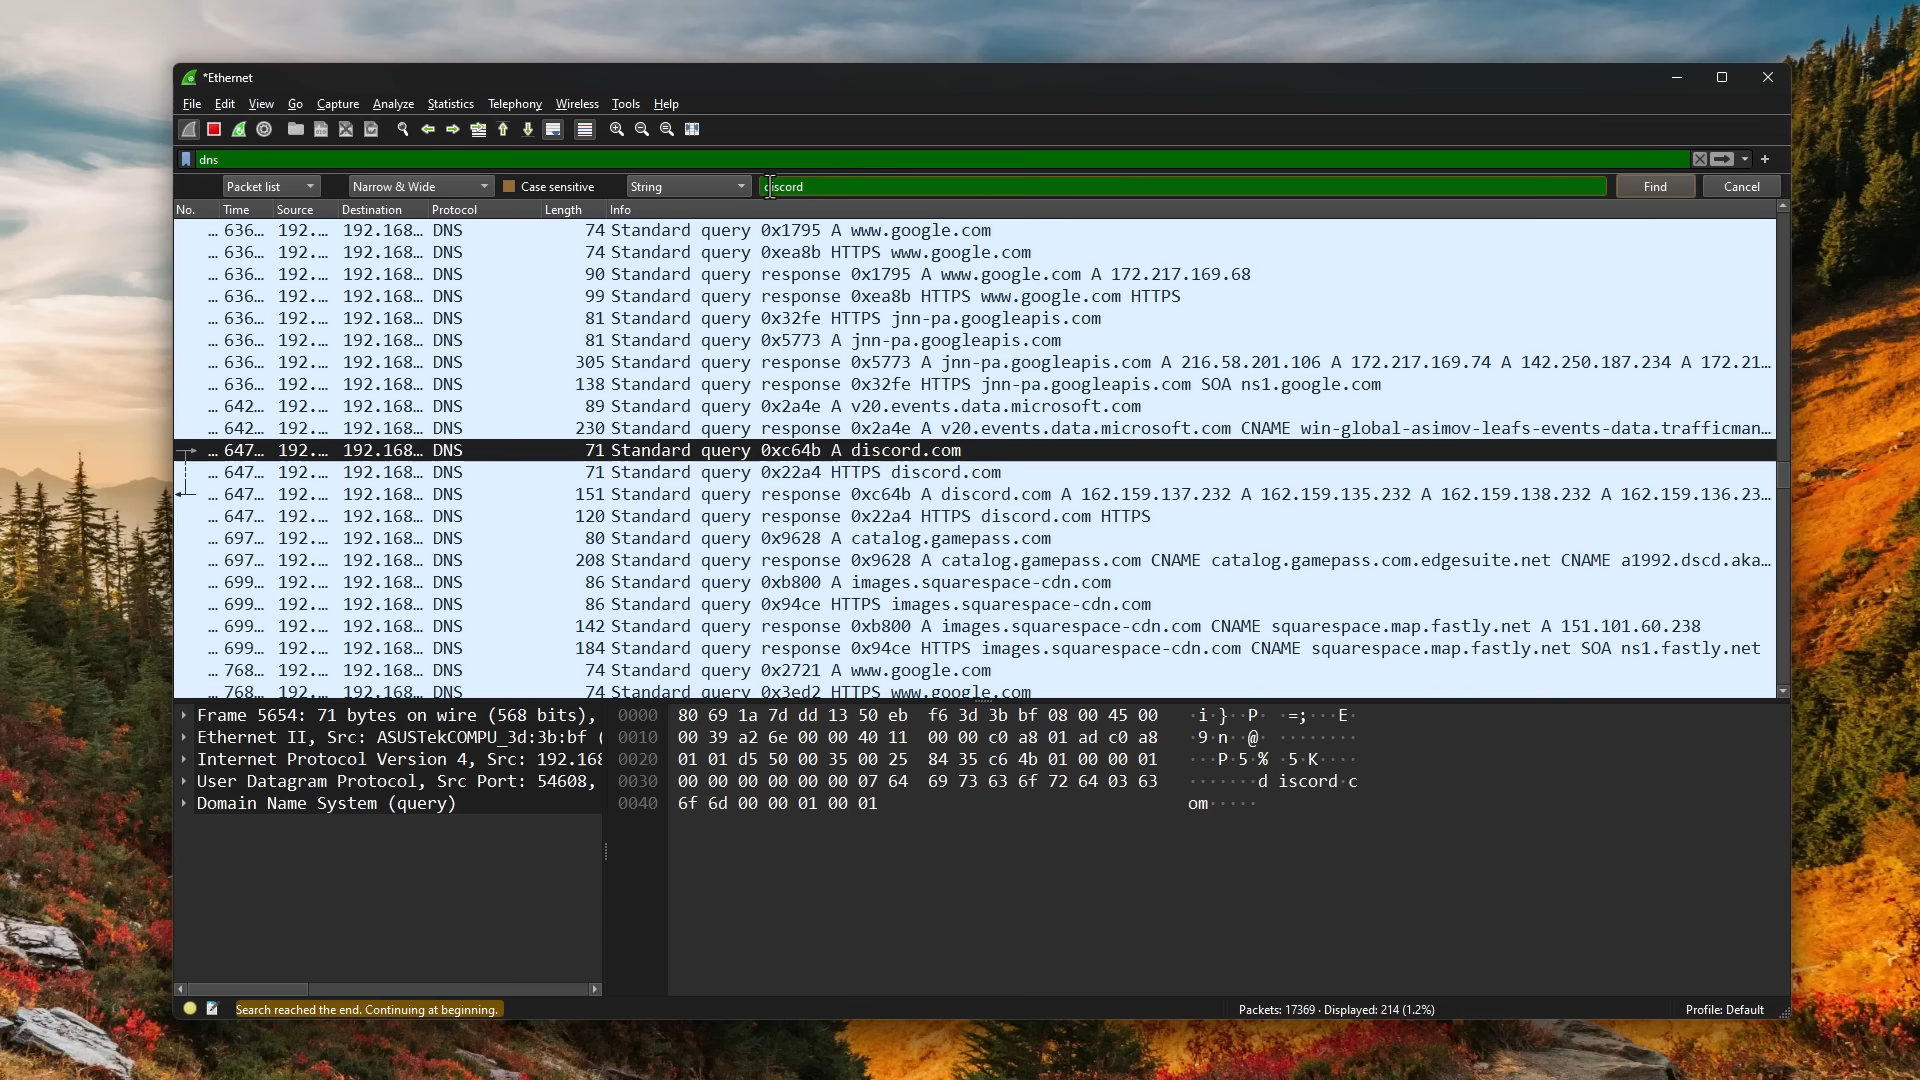 *Ethernet
File Edit View Go Capture Analyze Statistics Telephony Wireless Tools Help
dns
Packet list Narrow & Wide Case sensitive String discord Find Cancel
No. Time Source Destination Protocol Length Info
... 636... 192.... 192.168... DNS 74 Standard query 0x1795 A www.google.com
... 636... 192.... 192.168... DNS 74 Standard query 0xea8b HTTPS www.google.com
... 636... 192.... 192.168... DNS 90 Standard query response 0x1795 A www.google.com A 172.217.169.68
... 636... 192.... 192.168... DNS 99 Standard query response 0xea8b HTTPS www.google.com HTTPS
... 636... 192.... 192.168... DNS 81 Standard query 0x32fe HTTPS jnn-pa.googleapis.com
... 636... 192.... 192.168... DNS 81 Standard query 0x5773 A jnn-pa.googleapis.com
... 636... 192.... 192.168... DNS 305 Standard query response 0x5773 A jnn-pa.googleapis.com A 216.58.201.106 A 172.217.169.74 A 142.250.187.234 A 172.21...
... 636... 192.... 192.168... DNS 138 Standard query response 0x32fe HTTPS jnn-pa.googleapis.com SOA ns1.google.com
... 642... 192.... 192.168... DNS 89 Standard query 0x2a4e A v20.events.data.microsoft.com
... 642... 192.... 192.168... DNS 230 Standard query 0x2a4e A v20.events.data.microsoft.com CNAME win-global-asimov-leafs-events-data.trafficman...
... 647... 192.... 192.168... DNS 71 Standard query 0xc64b A discord.com
... 647... 192.... 192.168... DNS 71 Standard query 0x22a4 HTTPS discord.com
... 647... 192.... 192.168... DNS 151 Standard query response 0xc64b A discord.com A 162.159.137.232 A 162.159.135.232 A 162.159.138.232 A 162.159.136.23...
... 647... 192.... 192.168... DNS 120 Standard query response 0x22a4 HTTPS discord.com HTTPS
... 697... 192.... 192.168... DNS 80 Standard query 0x9628 A catalog.gamepass.com
... 697... 192.... 192.168... DNS 208 Standard query response 0x9628 A catalog.gamepass.com CNAME catalog.gamepass.com.edgesuite.net CNAME a1992.dscd.aka...
... 699... 192.... 192.168... DNS 86 Standard query 0xb800 A images.squarespace-cdn.com
... 699... 192.... 192.168... DNS 86 Standard query 0x94ce HTTPS images.squarespace-cdn.com
... 699... 192.... 192.168... DNS 142 Standard query response 0xb800 A images.squarespace-cdn.com CNAME squarespace.map.fastly.net A 151.101.60.238
... 699... 192.... 192.168... DNS 184 Standard query response 0x94ce HTTPS images.squarespace-cdn.com CNAME squarespace.map.fastly.net SOA ns1.fastly.net
... 768... 192.... 192.168... DNS 74 Standard query 0x2721 A www.google.com
... 768... 192.... 192.168... DNS 74 Standard query 0x3ed2 HTTPS www.google.com
Frame 5654: 71 bytes on wire (568 bits), 0000 80 69 1a 7d dd 13 50 eb f6 3d 3b bf 08 00 45 00 ·i·}··P· ·=;···E·
Ethernet II, Src: ASUSTekCOMPU_3d:3b:bf ( 0010 00 39 a2 6e 00 00 40 11 00 00 c0 a8 01 ad c0 a8 ·9·n··@· ········
Internet Protocol Version 4, Src: 192.168 0020 01 01 d5 50 00 35 00 25 84 35 c6 4b 01 00 00 01 ···P·5·% ·5·K····
User Datagram Protocol, Src Port: 54608, 0030 00 00 00 00 00 00 07 64 69 73 63 6f 72 64 03 63 ·······d iscord·c
Domain Name System (query) 0040 6f 6d 00 00 01 00 01 om·····
Search reached the end. Continuing at beginning. Packets: 17369 · Displayed: 214 (1.2%) Profile: Default